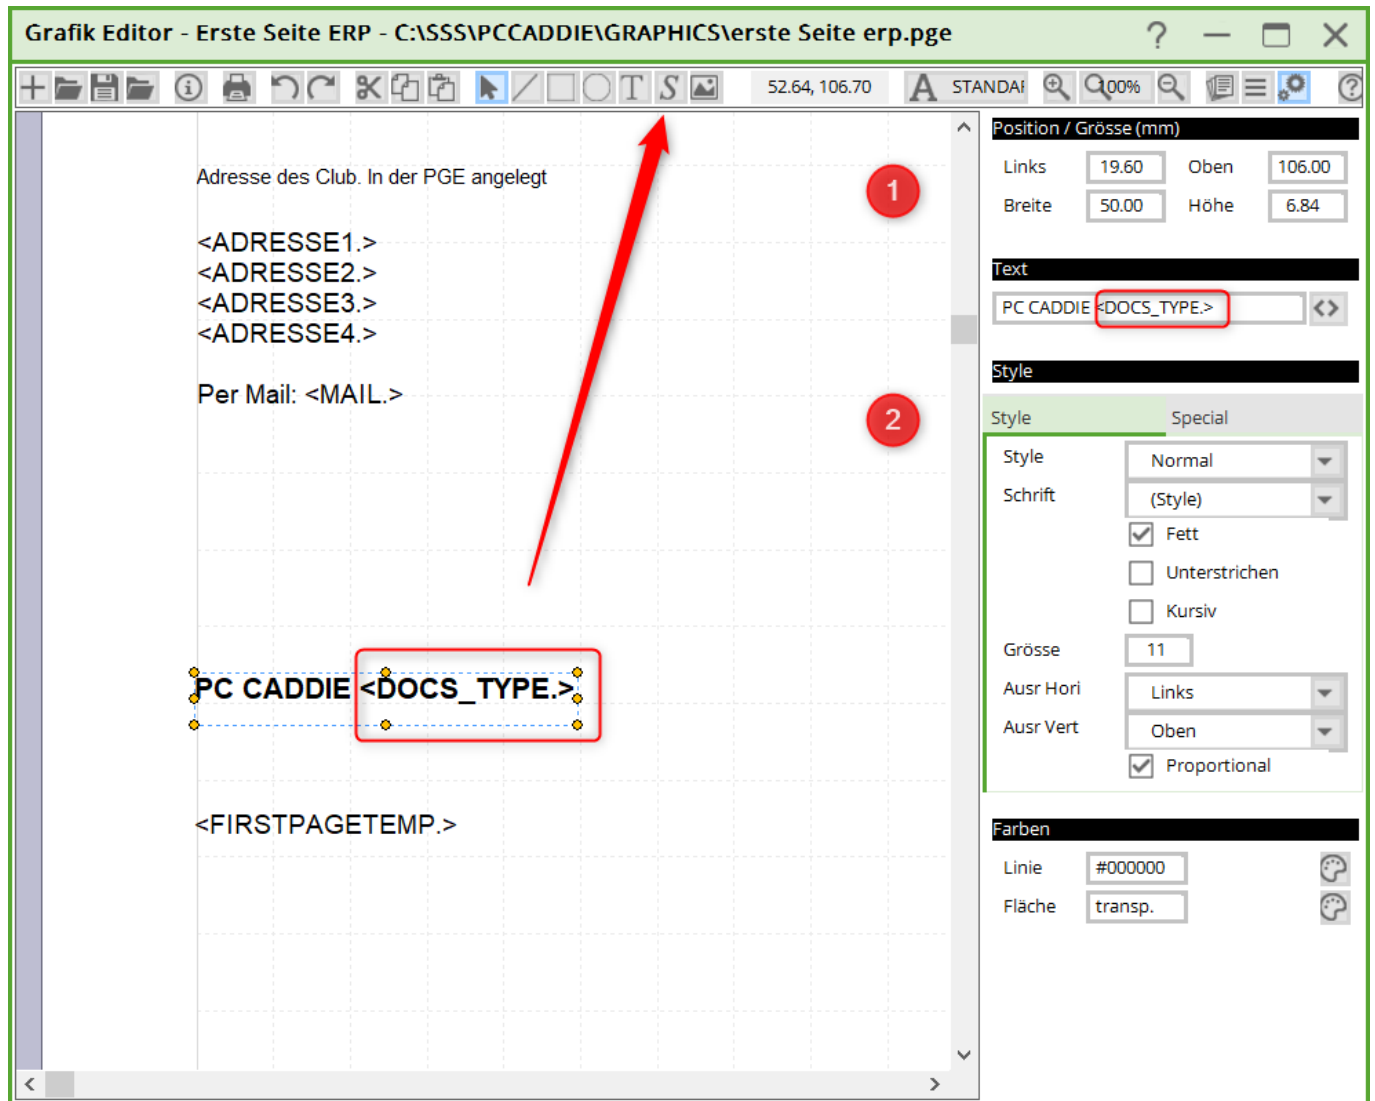 Grafik Editor - Erste Seite ERP - C:\SSS\PCCADDIE\GRAPHICS\erste Seite erp.pge
T S 52.64, 106.70 A STANDAR 100%
Adresse des Club. In der PGE angelegt
<ADRESSE1.>
<ADRESSE2.>
<ADRESSE3.>
<ADRESSE4.>
Per Mail: <MAIL.>
PC CADDIE <DOCS_TYPE.>
<FIRSTPAGETEMP.>
1
2
Position / Grösse (mm)
Links 19.60 Oben 106.00
Breite 50.00 Höhe 6.84
Text
PC CADDIE <DOCS_TYPE.>
Style
Style Special
Style Normal
Schrift (Style)
Fett
Unterstrichen
Kursiv
Grösse 11
Ausr Hori Links
Ausr Vert Oben
Proportional
Farben
Linie #000000
Fläche transp.